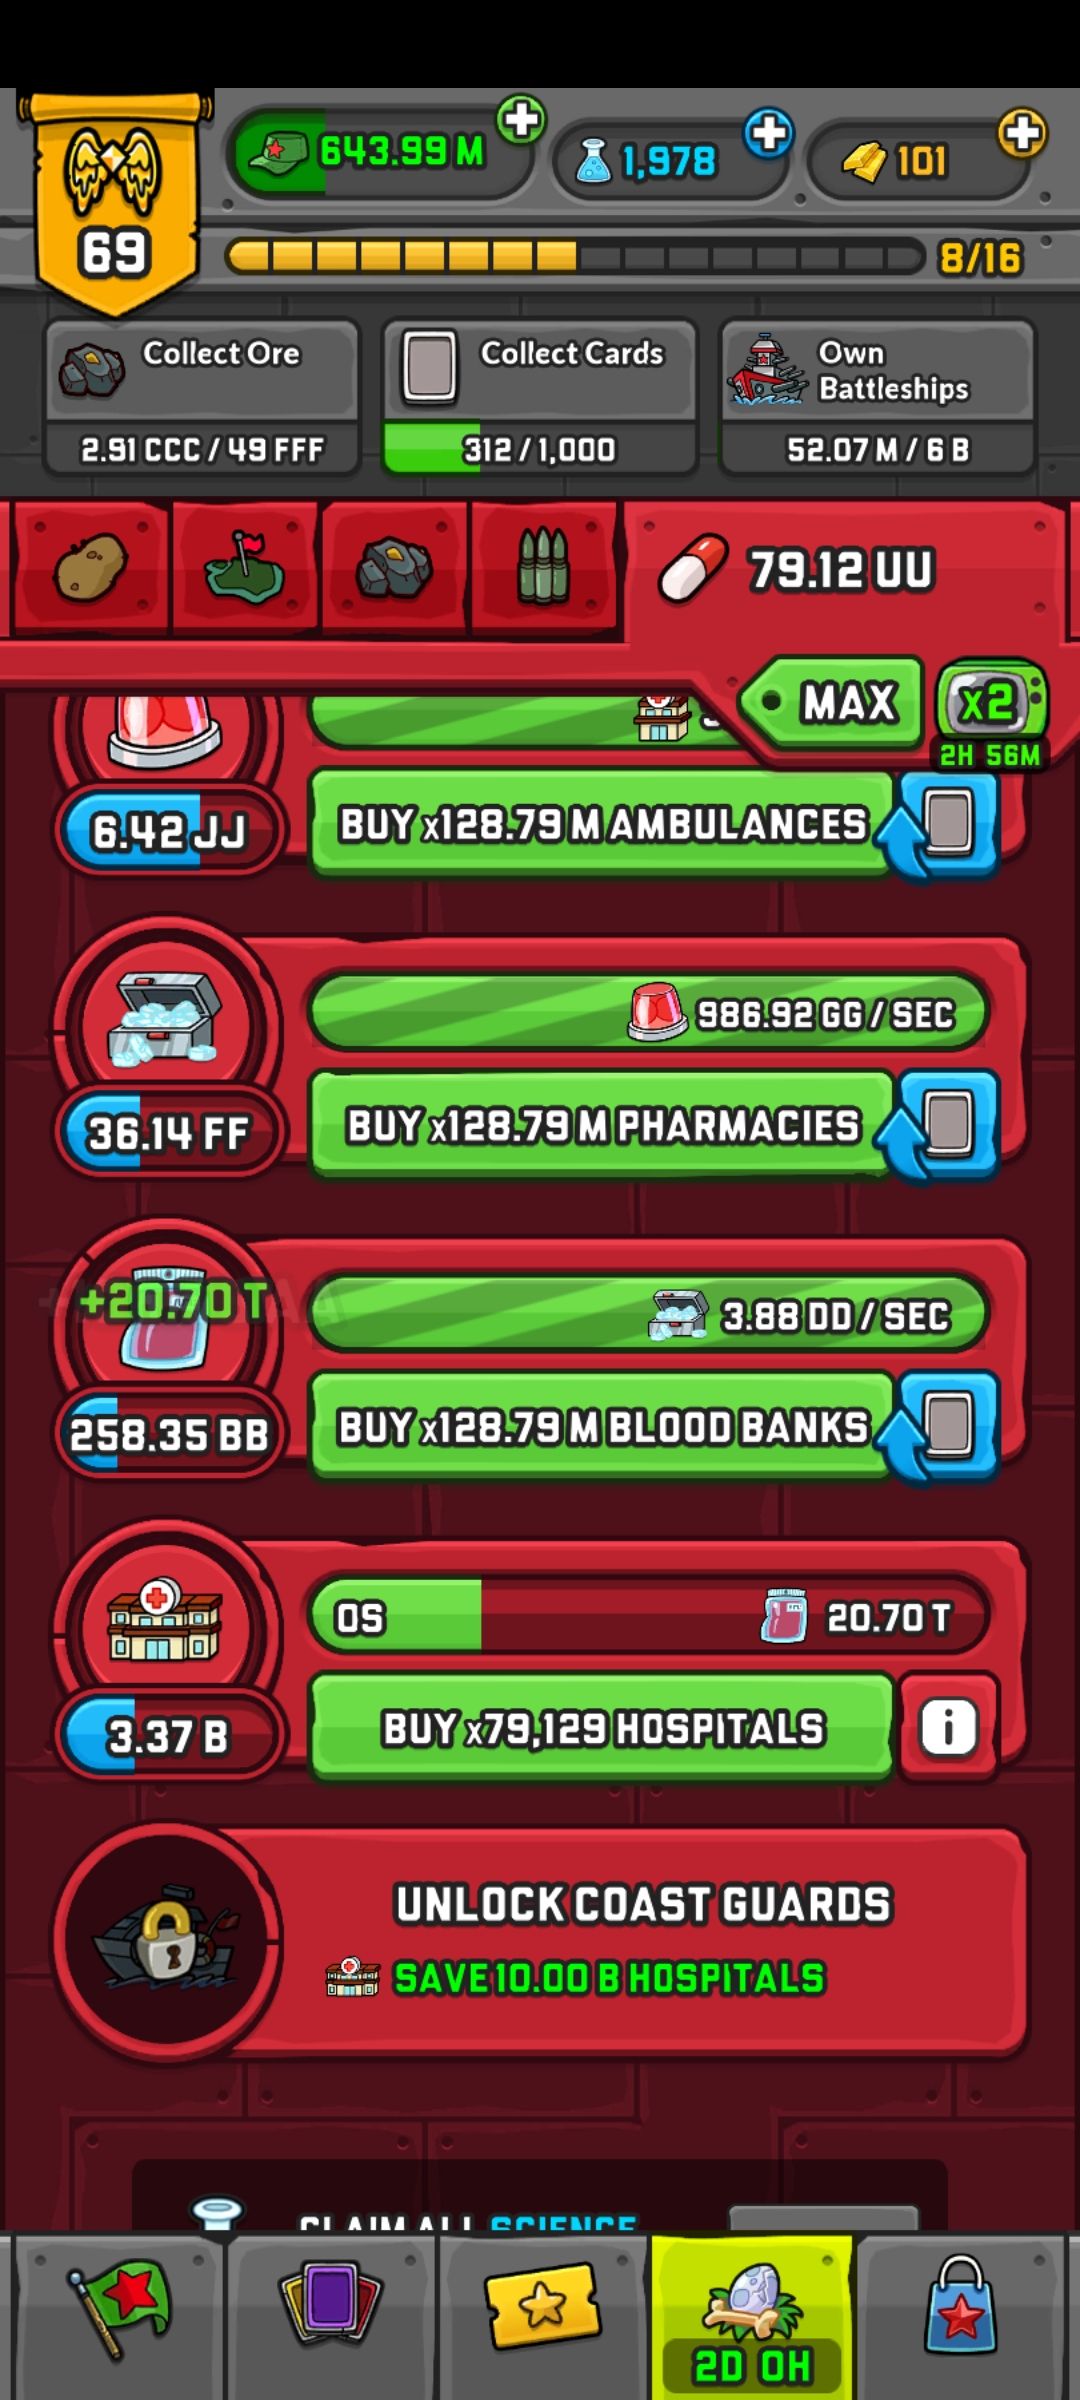 643.99 M
1,978
101
69
8/16
Collect Ore
2.91 CCC / 49 FFF
Collect Cards
312 / 1,000
Own
Battleships
52.07 M / 6 B
79.12 UU
MAX
x2
2H 56M
6.42 JJ
BUY x128.79 M AMBULANCES
986.92 GG / SEC
36.14 FF
BUY x128.79 M PHARMACIES
+20.70 T
3.88 DD / SEC
258.35 BB
BUY x128.79 M BLOOD BANKS
0S
20.70 T
3.37 B
BUY x79,129 HOSPITALS
i
UNLOCK COAST GUARDS
SAVE 10.00 B HOSPITALS
CLAIM ALL SCIENCE
2D 0H